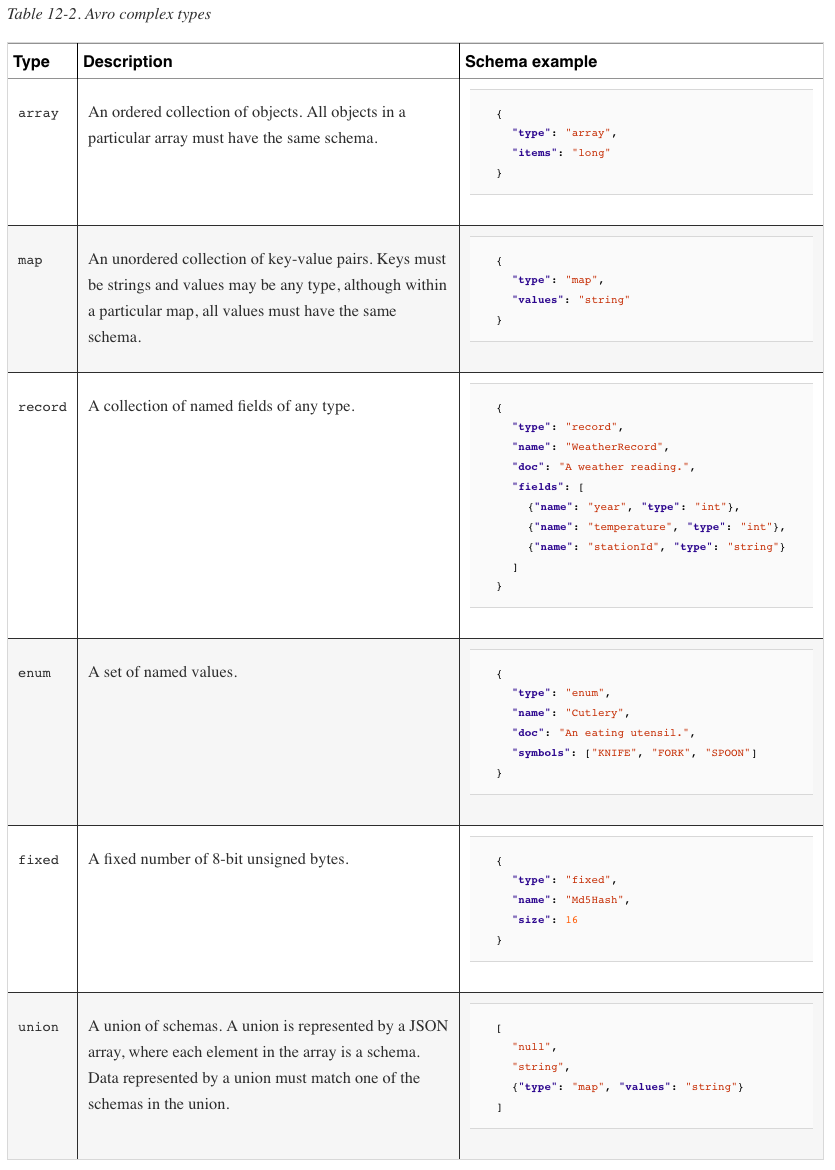 Table 12-2. Avro complex types
Type Description Schema example
array
An ordered collection of objects. All objects in a
particular array must have the same schema.
{
"type": "array",
"items": "long"
}
map
An unordered collection of key-value pairs. Keys must
be strings and values may be any type, although within
a particular map, all values must have the same
schema.
{
"type": "map",
"values": "string"
}
record
A collection of named fields of any type.
{
"type": "record",
"name": "WeatherRecord",
"doc": "A weather reading.",
"fields": [
{"name": "year", "type": "int"},
{"name": "temperature", "type": "int"},
{"name": "stationId", "type": "string"}
]
}
enum
A set of named values.
{
"type": "enum",
"name": "Cutlery",
"doc": "An eating utensil.",
"symbols": ["KNIFE", "FORK", "SPOON"]
}
fixed
A fixed number of 8-bit unsigned bytes.
{
"type": "fixed",
"name": "Md5Hash",
"size": 16
}
union
A union of schemas. A union is represented by a JSON
array, where each element in the array is a schema.
Data represented by a union must match one of the
schemas in the union.
[
"null",
"string",
{"type": "map", "values": "string"}
]